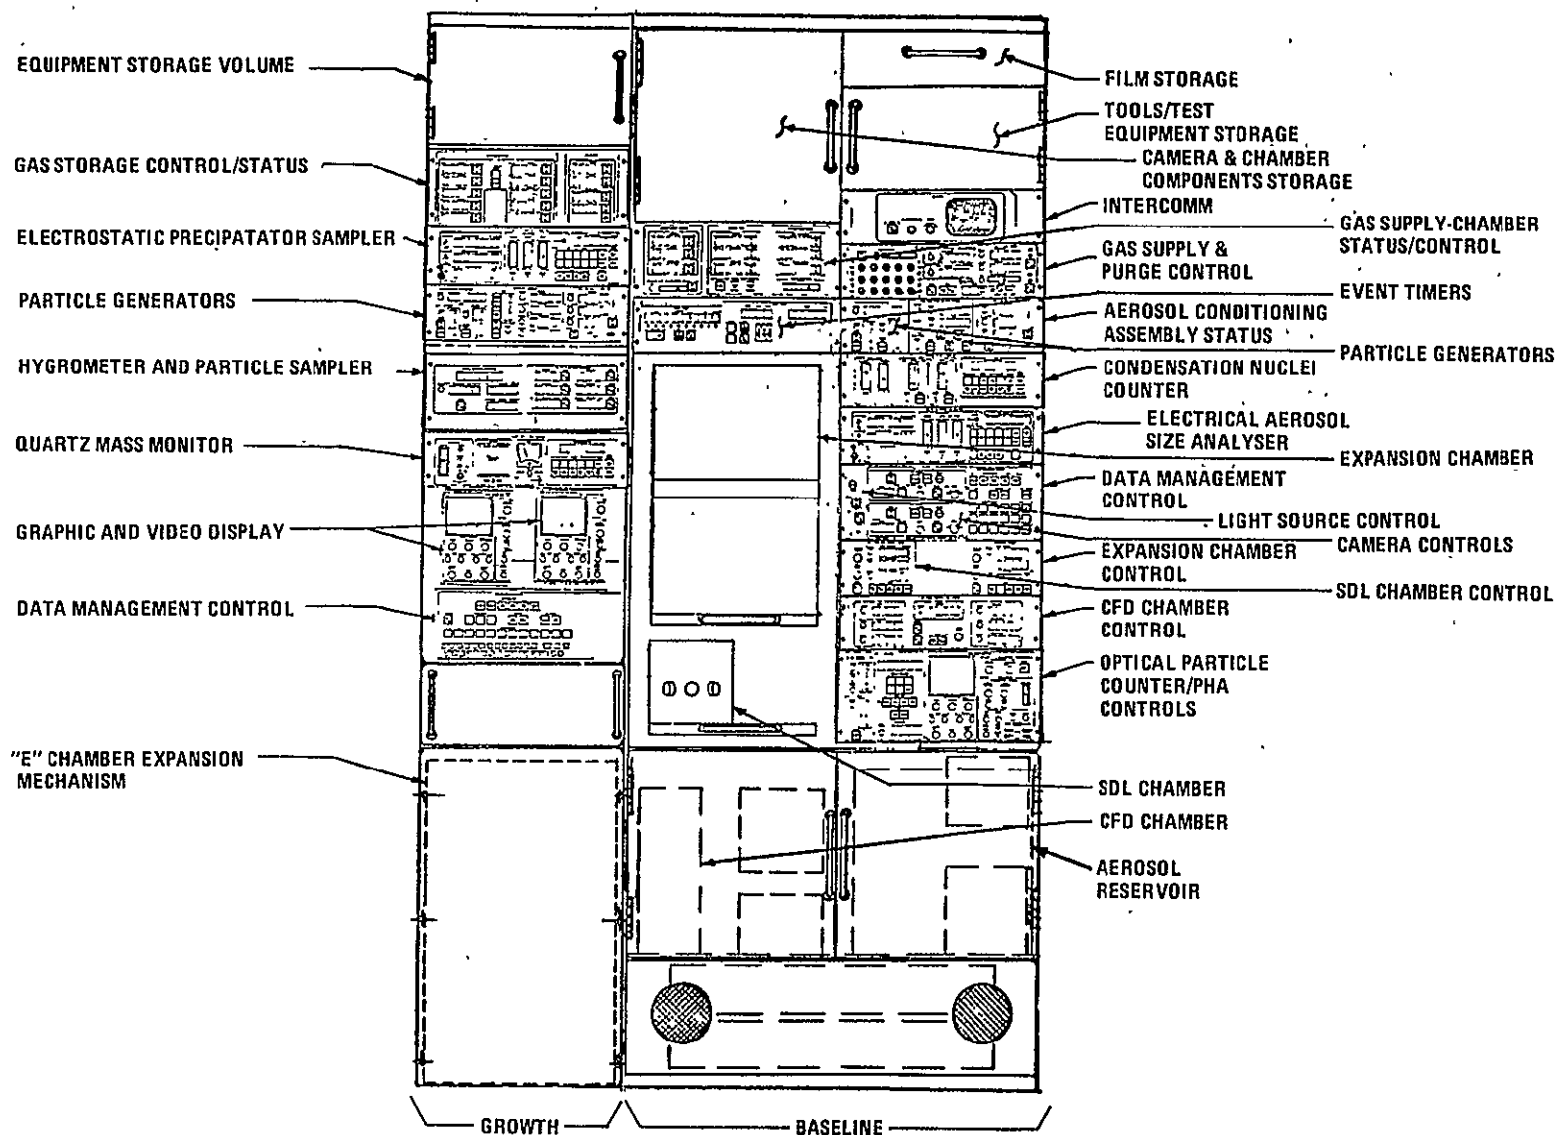 EQUIPMENT STORAGE VOLUME
GAS STORAGE CONTROL/STATUS
ELECTROSTATIC PRECIPATATOR SAMPLER
PARTICLE GENERATORS
HYGROMETER AND PARTICLE SAMPLER
QUARTZ MASS MONITOR
GRAPHIC AND VIDEO DISPLAY
DATA MANAGEMENT CONTROL
"E" CHAMBER EXPANSION
MECHANISM
FILM STORAGE
TOOLS/TEST
EQUIPMENT STORAGE
CAMERA & CHAMBER
COMPONENTS STORAGE
INTERCOMM
GAS SUPPLY-CHAMBER
STATUS/CONTROL
GAS SUPPLY &
PURGE CONTROL
EVENT TIMERS
AEROSOL CONDITIONING
ASSEMBLY STATUS
PARTICLE GENERATORS
CONDENSATION NUCLEI
COUNTER
ELECTRICAL AEROSOL
SIZE ANALYSER
EXPANSION CHAMBER
DATA MANAGEMENT
CONTROL
LIGHT SOURCE CONTROL
CAMERA CONTROLS
EXPANSION CHAMBER
CONTROL
SDL CHAMBER CONTROL
CFD CHAMBER
CONTROL
OPTICAL PARTICLE
COUNTER/PHA
CONTROLS
SDL CHAMBER
CFD CHAMBER
AEROSOL
RESERVOIR
GROWTH
BASELINE